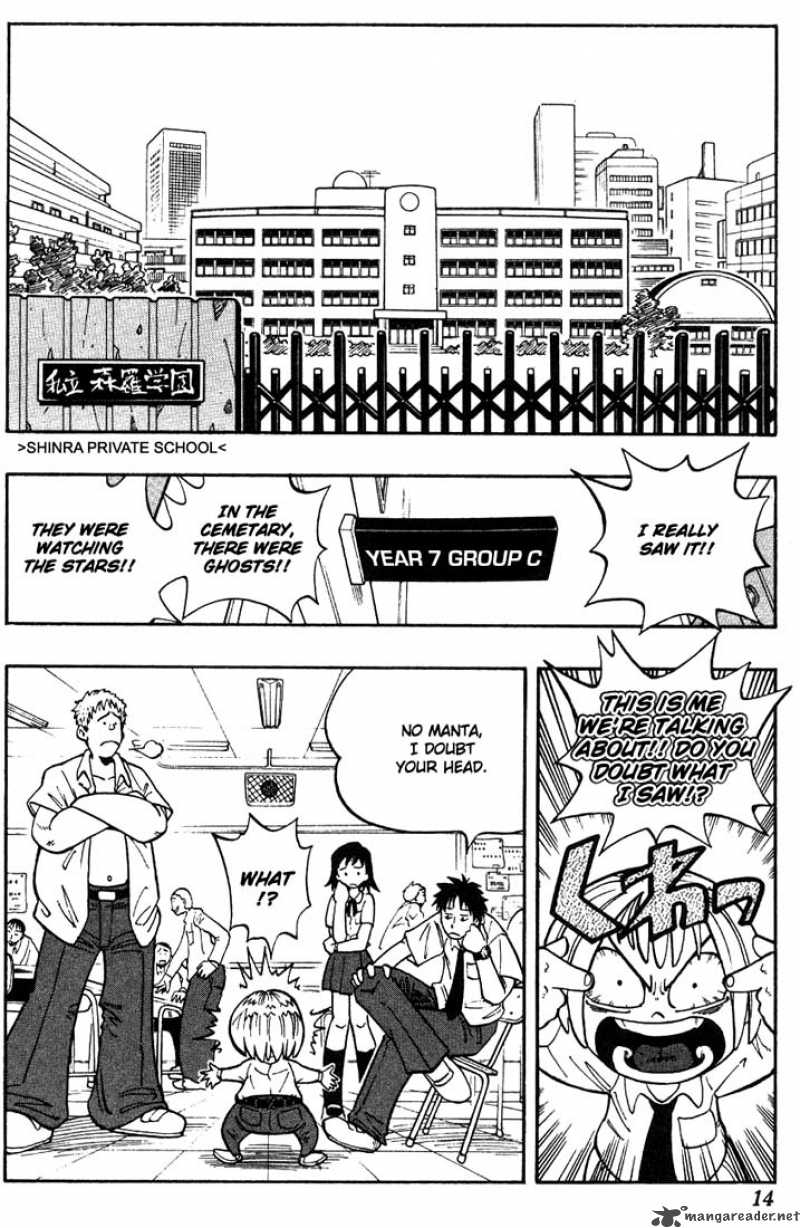 私立 森羅学園
>SHINRA PRIVATE SCHOOL<
I REALLY
SAW IT!!
YEAR 7 GROUP C
IN THE
CEMETARY,
THERE WERE
GHOSTS!!
THEY WERE
WATCHING
THE STARS!!
THIS IS ME
WE'RE TALKING
ABOUT!! DO YOU
DOUBT WHAT
I SAW!?
くわっ
NO MANTA,
I DOUBT
YOUR HEAD.
WHAT
!?
14
mangareader.net